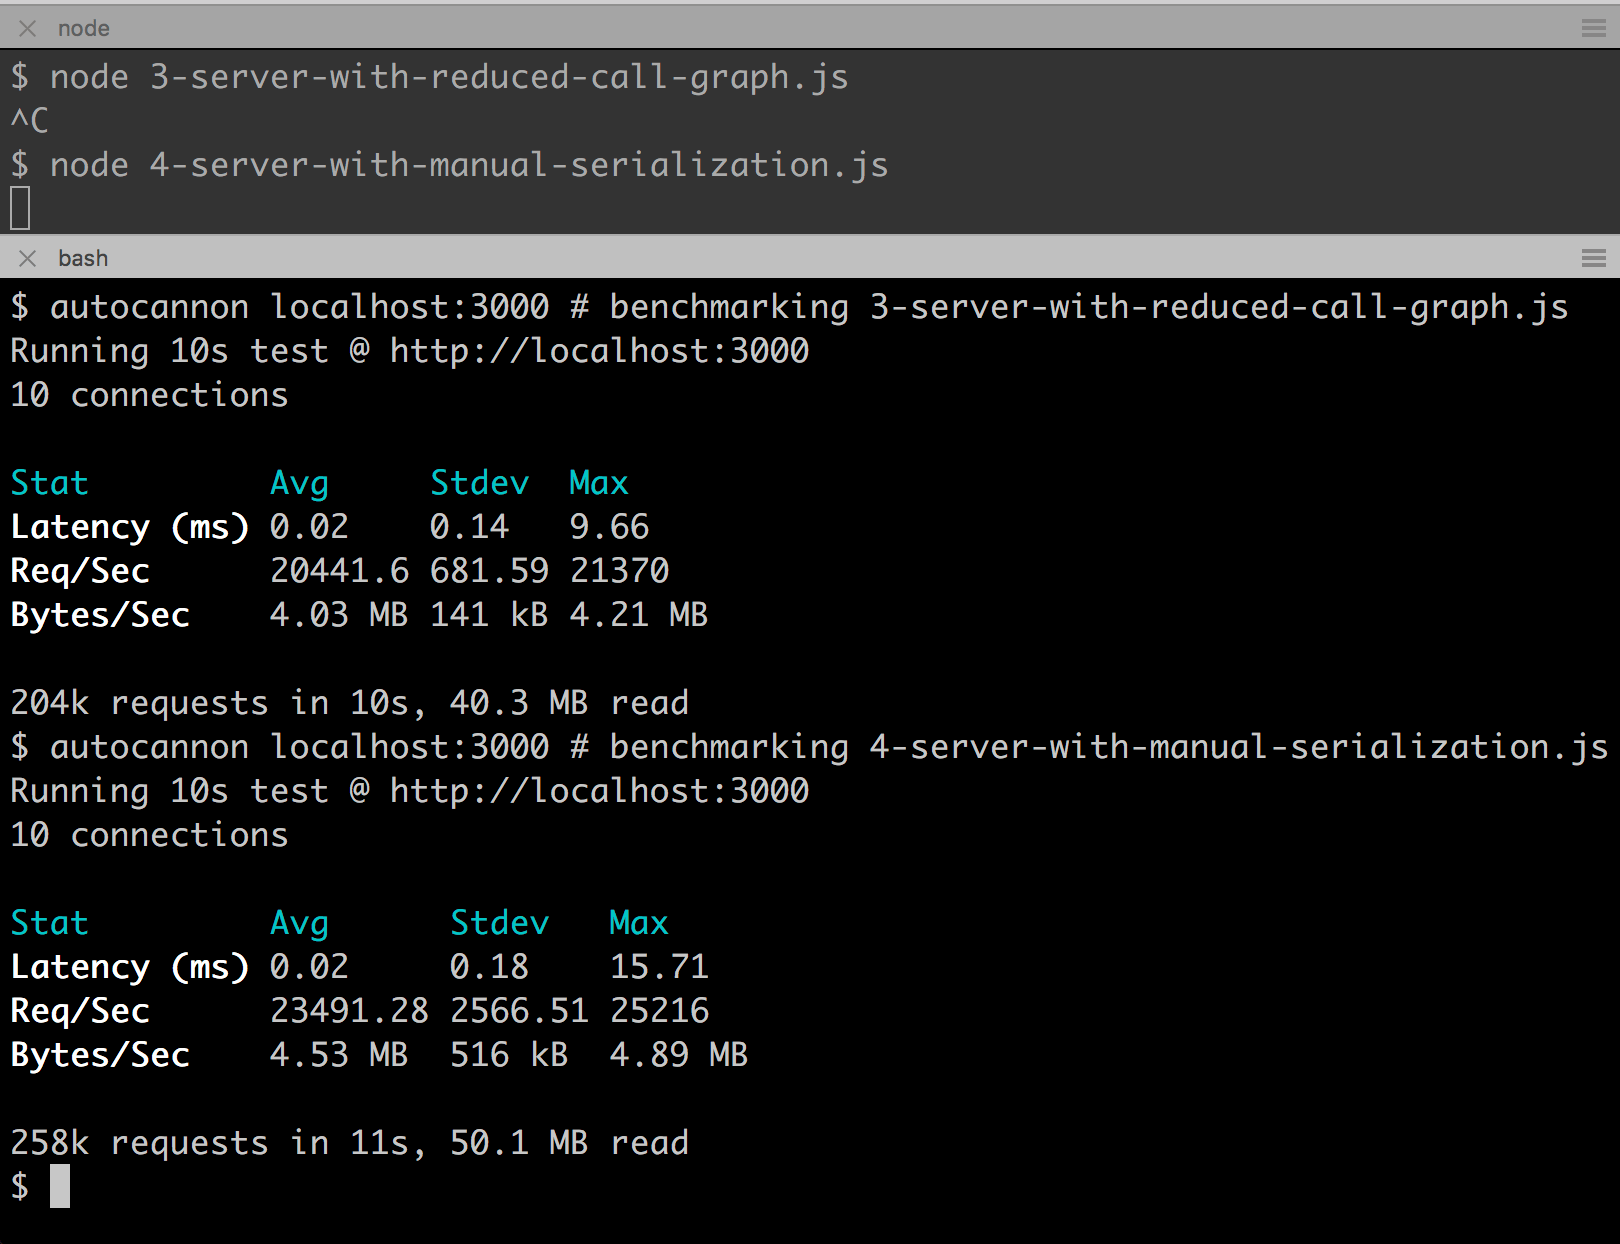 node
$ node 3-server-with-reduced-call-graph.js
^C
$ node 4-server-with-manual-serialization.js
bash
$ autocannon localhost:3000 # benchmarking 3-server-with-reduced-call-graph.js
Running 10s test @ http://localhost:3000
10 connections
Stat Avg Stdev Max
Latency (ms) 0.02 0.14 9.66
Req/Sec 20441.6 681.59 21370
Bytes/Sec 4.03 MB 141 kB 4.21 MB
204k requests in 10s, 40.3 MB read
$ autocannon localhost:3000 # benchmarking 4-server-with-manual-serialization.js
Running 10s test @ http://localhost:3000
10 connections
Stat Avg Stdev Max
Latency (ms) 0.02 0.18 15.71
Req/Sec 23491.28 2566.51 25216
Bytes/Sec 4.53 MB 516 kB 4.89 MB
258k requests in 11s, 50.1 MB read
$